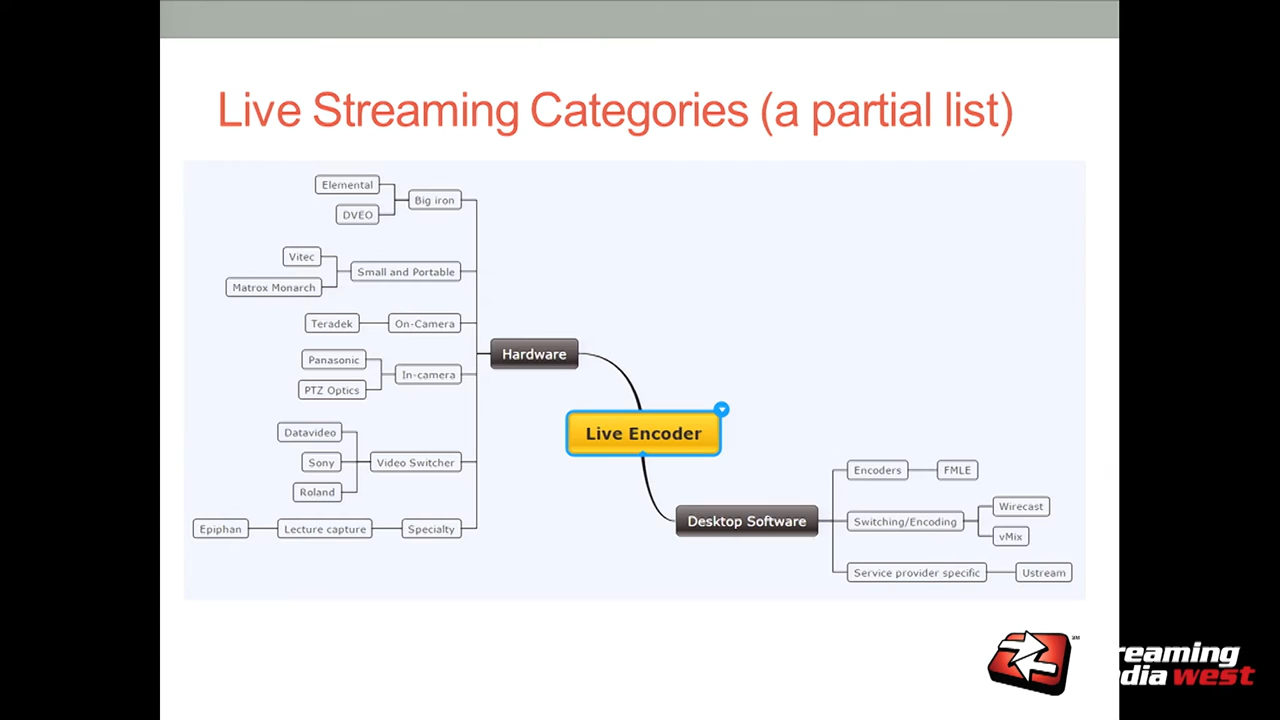 Live Streaming Categories (a partial list)
Elemental
DVEO
Big iron
Vitec
Matrox Monarch
Small and Portable
Teradek
On-Camera
Panasonic
PTZ Optics
In-camera
Datavideo
Sony
Roland
Video Switcher
Epiphan
Lecture capture
Specialty
Hardware
Live Encoder
Desktop Software
Encoders
FMLE
Switching/Encoding
Wirecast
vMix
Service provider specific
Ustream
reaming
dia west